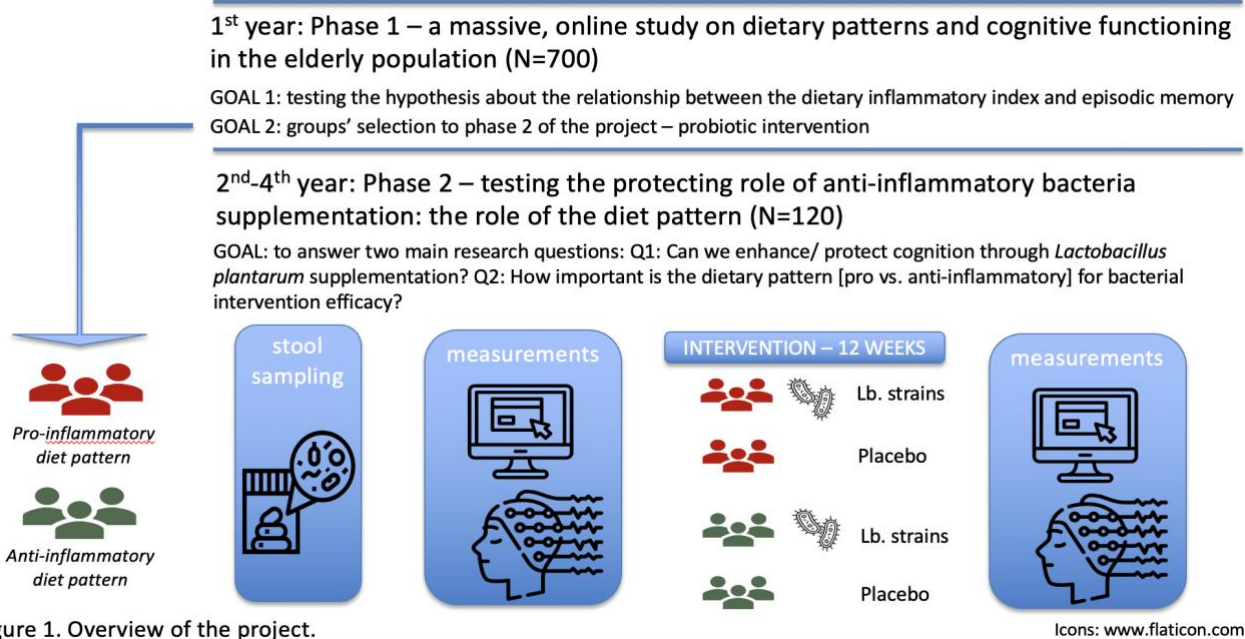 1st year: Phase 1 – a massive, online study on dietary patterns and cognitive functioning
in the elderly population (N=700)
GOAL 1: testing the hypothesis about the relationship between the dietary inflammatory index and episodic memory
GOAL 2: groups’ selection to phase 2 of the project – probiotic intervention
2nd-4th year: Phase 2 – testing the protecting role of anti-inflammatory bacteria
supplementation: the role of the diet pattern (N=120)
GOAL: to answer two main research questions: Q1: Can we enhance/ protect cognition through Lactobacillus
plantarum supplementation? Q2: How important is the dietary pattern [pro vs. anti-inflammatory] for bacterial
intervention efficacy?
Pro-inflammatory
diet pattern
Anti-inflammatory
diet pattern
stool
sampling
measurements
INTERVENTION – 12 WEEKS
Lb. strains
Placebo
Lb. strains
Placebo
measurements
gure 1. Overview of the project.
Icons: www.flaticon.com